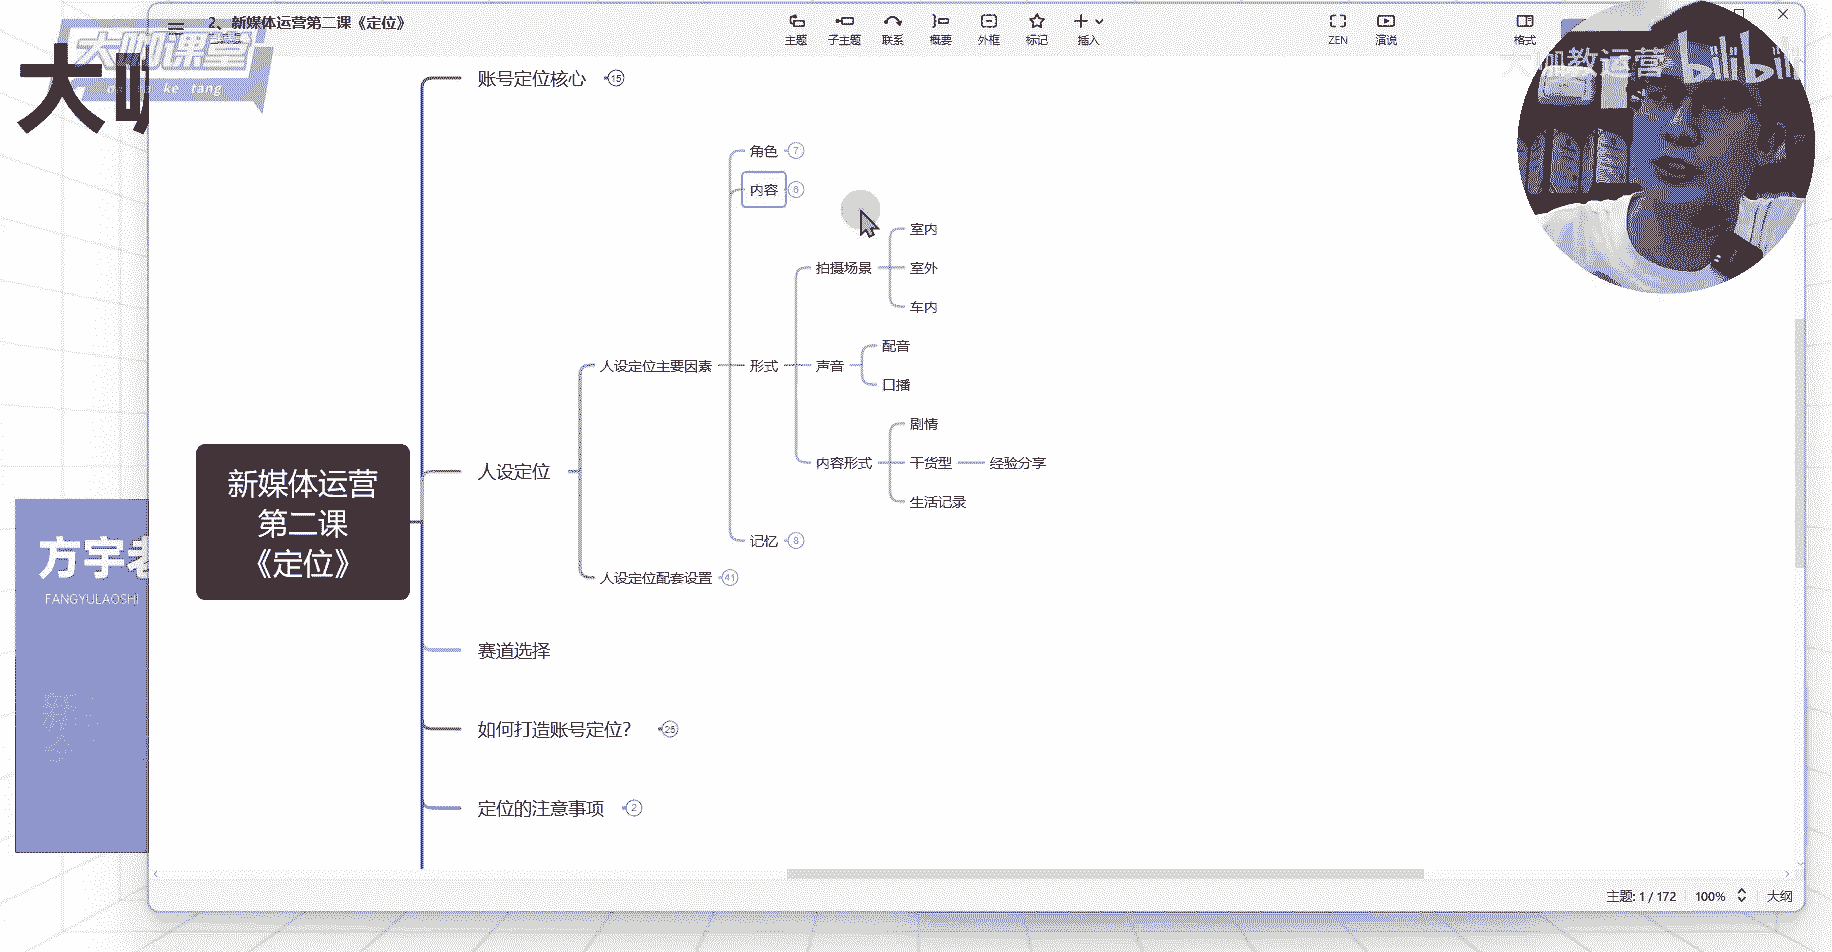 2、新媒体运营第二课《定位》
主题
子主题
联系
概要
外框
标记
插入
ZEN
演说
格式
大咖课堂
da ka ke tang
大咖
大咖教运营
bilibili
账号定位核心
15
角色
7
内容
6
室内
拍摄场景
室外
车内
配音
人设定位主要因素
形式
声音
口播
剧情
人设定位
内容形式
干货型
经验分享
生活记录
新媒体运营
第二课
《定位》
记忆
8
人设定位配套设置
41
方宇老
FANGYULAOSHI
赛道选择
如何打造账号定位？
25
定位的注意事项
2
主题: 1 / 172
100%
大纲